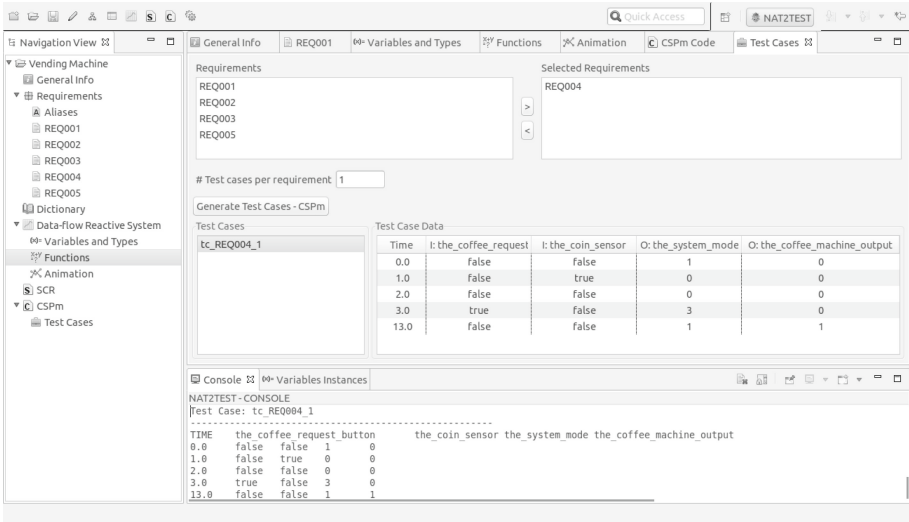 Quick Access
NAT2TEST
Navigation View
Vending Machine
General Info
Requirements
Aliases
REQ001
REQ002
REQ003
REQ004
REQ005
Dictionary
Data-flow Reactive System
Variables and Types
Functions
Animation
SCR
CSPm
Test Cases
General Info
REQ001
(x)= Variables and Types
Functions
Animation
CSPm Code
Test Cases
Requirements
REQ001
REQ002
REQ003
REQ005
>
<
Selected Requirements
REQ004
# Test cases per requirement 1
Generate Test Cases - CSPm
Test Cases
tc_REQ004_1
Test Case Data
Time I: the_coffee_request I: the_coin_sensor O: the_system_mode O: the_coffee_machine_output
0.0 false false 1 0
1.0 false true 0 0
2.0 false false 0 0
3.0 true false 3 0
13.0 false false 1 1
Console (x)= Variables Instances
NAT2TEST - CONSOLE
Test Case: tc_REQ004_1
--------------------------------------------------------
TIME the_coffee_request_button the_coin_sensor the_system_mode the_coffee_machine_output
0.0 false false 1 0
1.0 false true 0 0
2.0 false false 0 0
3.0 true false 3 0
13.0 false false 1 1